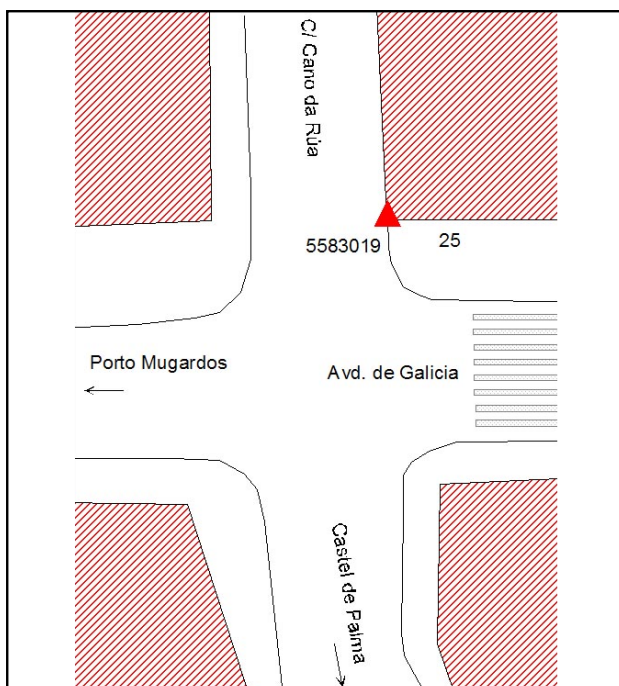 C/ Cano da Rúa
5583019
25
Porto Mugardos
Avd. de Galicia
Castel de Palma